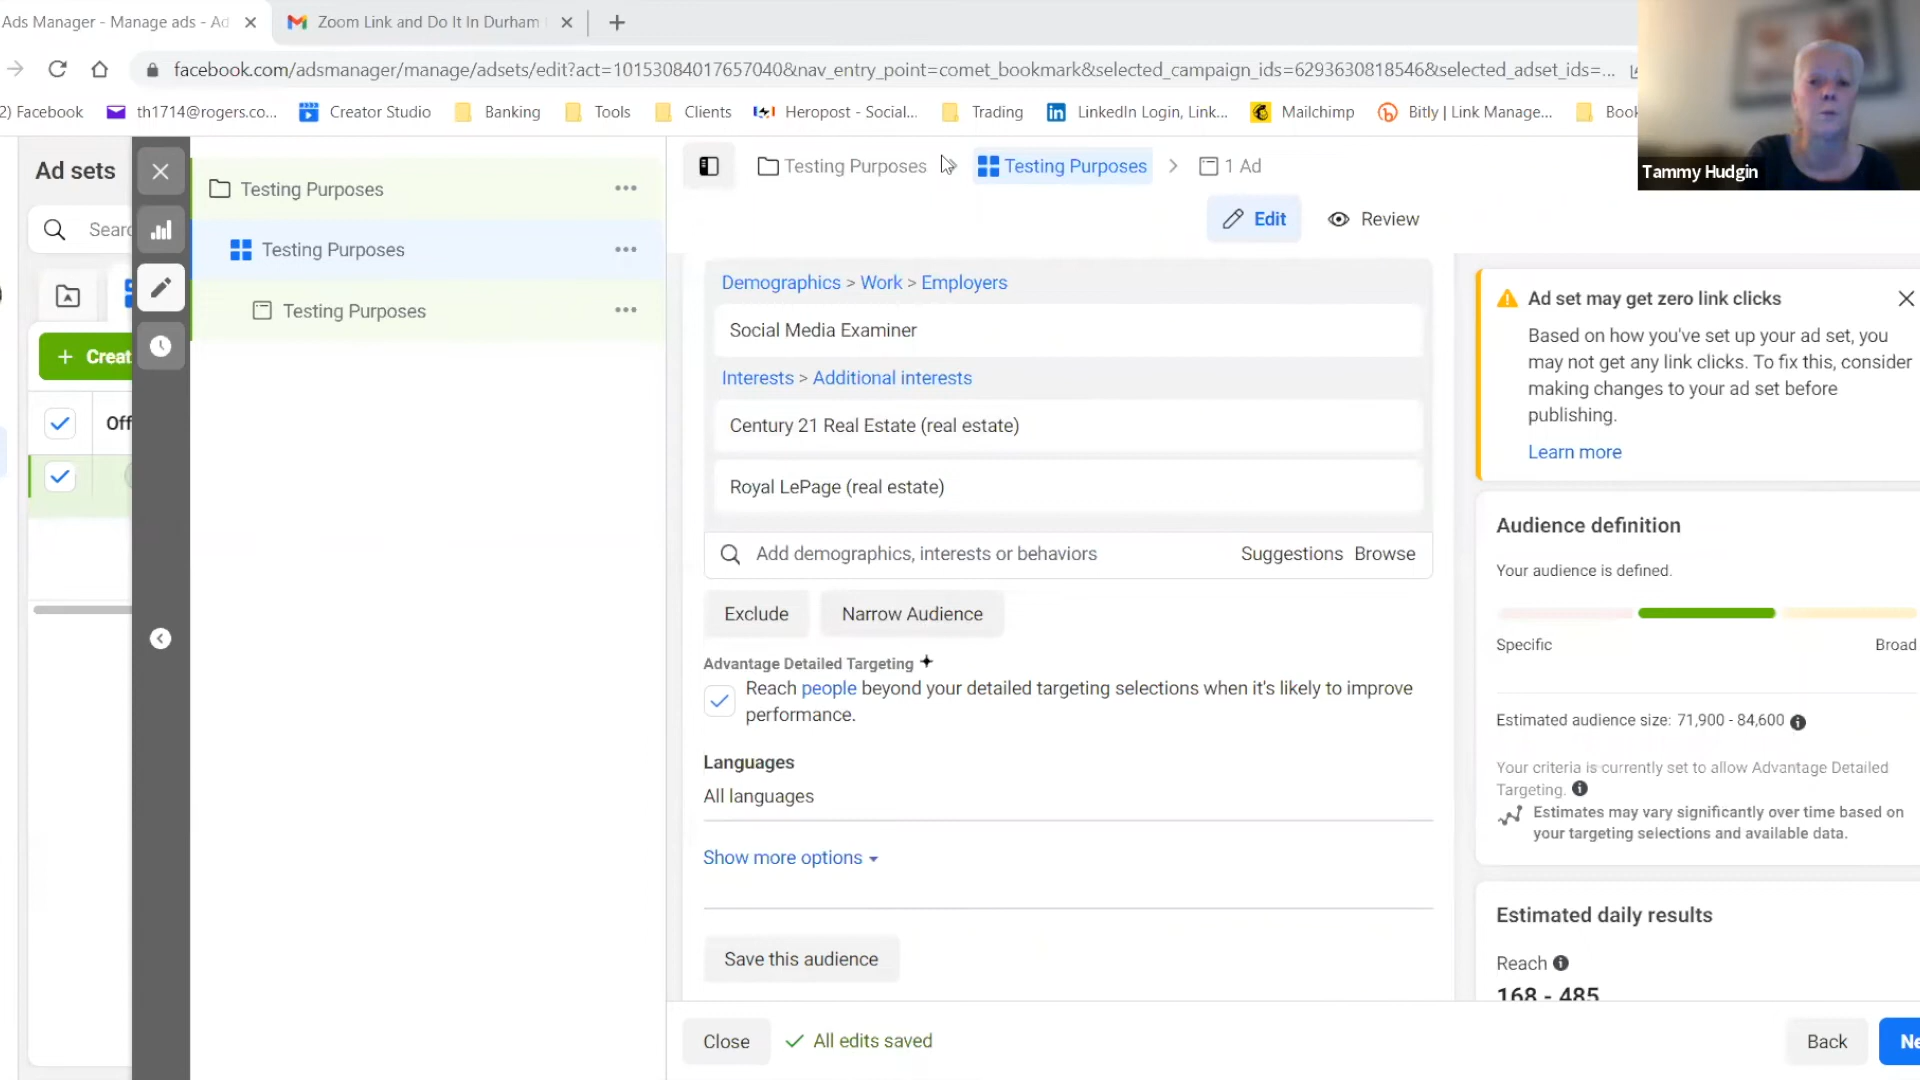 Ads Manager - Manage ads - Ad
Zoom Link and Do It In Durham
facebook.com/adsmanager/manage/adsets/edit?act=10153084017657040&nav_entry_point=comet_bookmark&selected_campaign_ids=6293630818546&selected_adset_ids=...
2) Facebook
th1714@rogers.co...
Creator Studio
Banking
Tools
Clients
Heropost - Social...
Trading
LinkedIn Login, Link...
Mailchimp
Bitly | Link Manage...
Book
Tammy Hudgin
Ad sets
Searc
+ Creat
Off
Testing Purposes
Testing Purposes
Testing Purposes
Testing Purposes
Testing Purposes
1 Ad
Edit
Review
Demographics > Work > Employers
Social Media Examiner
Interests > Additional interests
Century 21 Real Estate (real estate)
Royal LePage (real estate)
Add demographics, interests or behaviors
Suggestions Browse
Exclude
Narrow Audience
Advantage Detailed Targeting
Reach people beyond your detailed targeting selections when it's likely to improve
performance.
Languages
All languages
Show more options
Save this audience
Close
All edits saved
Back
Ne
Ad set may get zero link clicks
Based on how you've set up your ad set, you
may not get any link clicks. To fix this, consider
making changes to your ad set before
publishing.
Learn more
Audience definition
Your audience is defined.
Specific
Broad
Estimated audience size: 71,900 - 84,600
Your criteria is currently set to allow Advantage Detailed
Targeting.
Estimates may vary significantly over time based on
your targeting selections and available data.
Estimated daily results
Reach
168 - 485